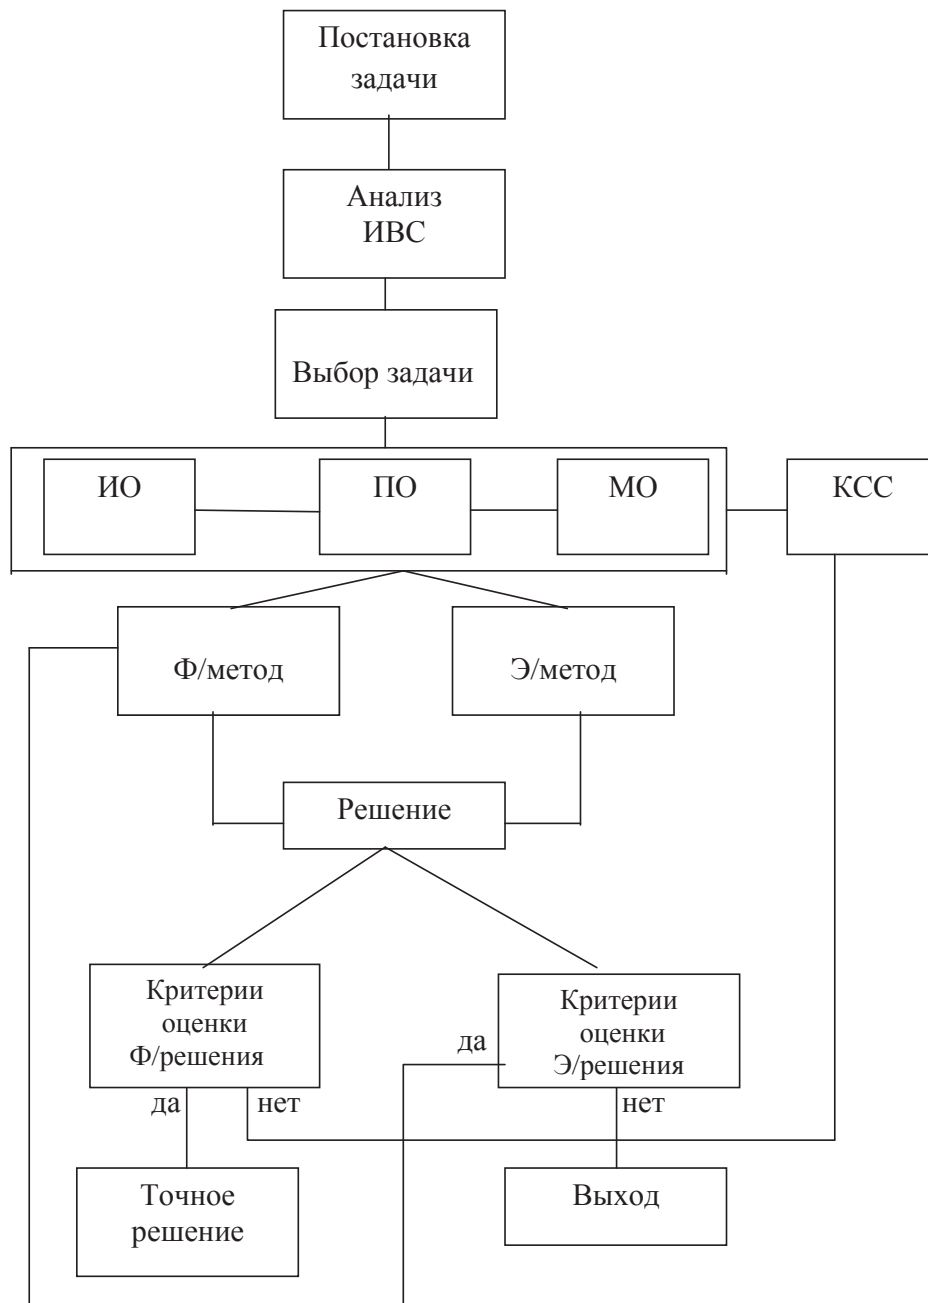 Постановка
задачи
Анализ
ИВС
Выбор задачи
ИО
ПО
МО
КСС
Ф/метод
Э/метод
Решение
Критерии
оценки
Ф/решения
Критерии
оценки
Э/решения
да
да
нет
нет
Точное
решение
Выход